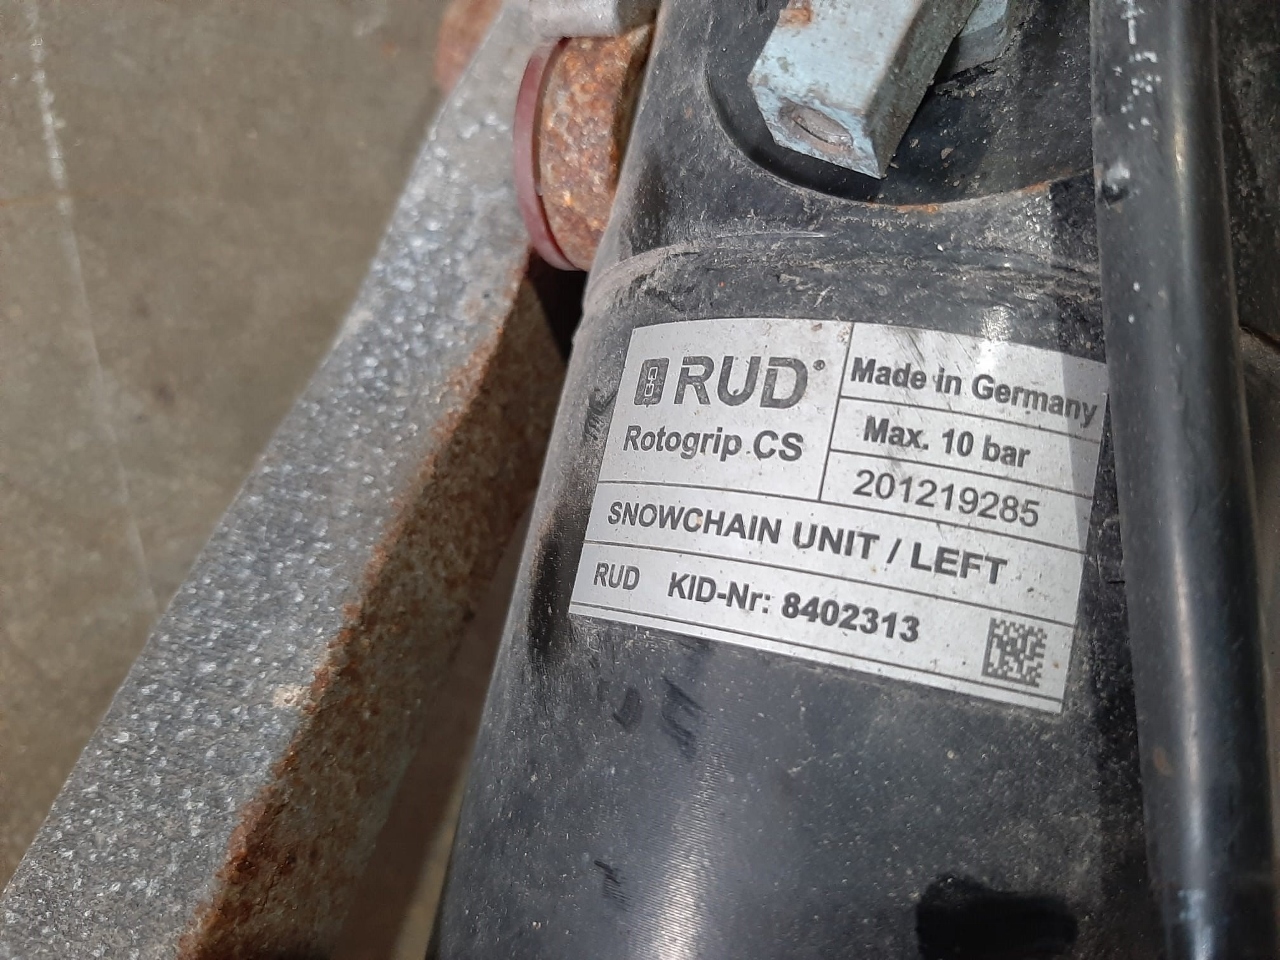 RUD®
Rotogrip CS
Made in Germany
Max. 10 bar
201219285
SNOWCHAIN UNIT / LEFT
RUD KID-Nr: 8402313